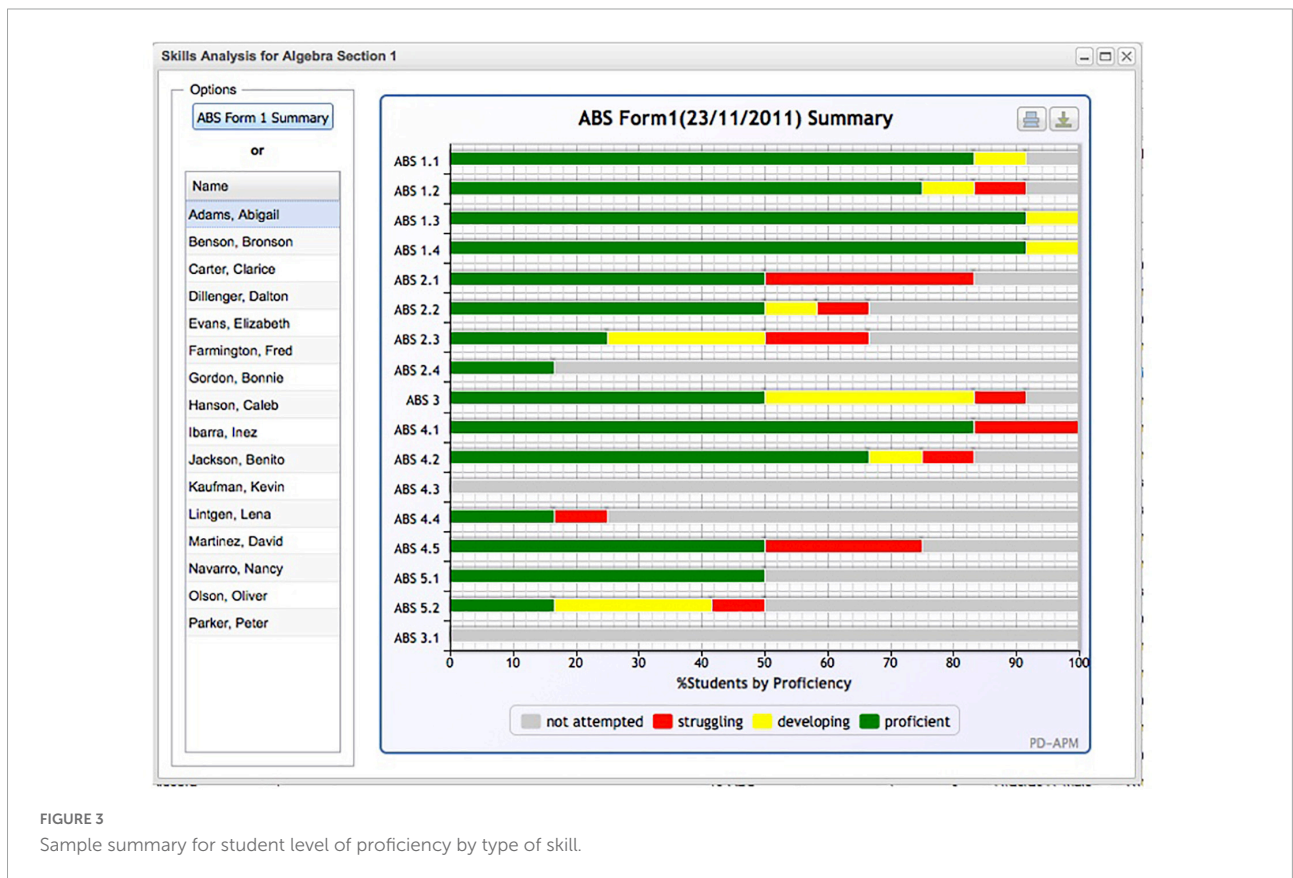 Skills Analysis for Algebra Section 1
Options
ABS Form 1 Summary
or
Name
Adams, Abigail
Benson, Bronson
Carter, Clarice
Dillenger, Dalton
Evans, Elizabeth
Farmington, Fred
Gordon, Bonnie
Hanson, Caleb
Ibarra, Inez
Jackson, Benito
Kaufman, Kevin
Lintgen, Lena
Martinez, David
Navarro, Nancy
Olson, Oliver
Parker, Peter
ABS Form1(23/11/2011) Summary
ABS 1.1
ABS 1.2
ABS 1.3
ABS 1.4
ABS 2.1
ABS 2.2
ABS 2.3
ABS 2.4
ABS 3
ABS 4.1
ABS 4.2
ABS 4.3
ABS 4.4
ABS 4.5
ABS 5.1
ABS 5.2
ABS 3.1
0 10 20 30 40 50 60 70 80 90 100
%Students by Proficiency
not attempted struggling developing proficient
PD-APM
FIGURE 3
Sample summary for student level of proficiency by type of skill.